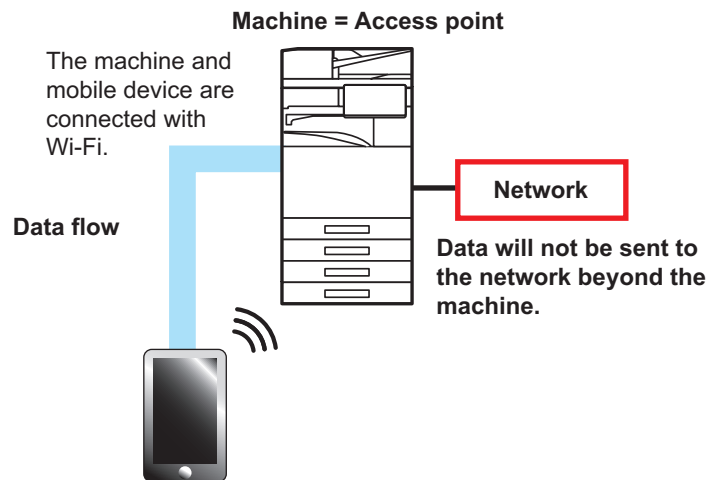 Machine = Access point
The machine and
mobile device are
connected with
Wi-Fi.
Network
Data flow
Data will not be sent to
the network beyond the
machine.